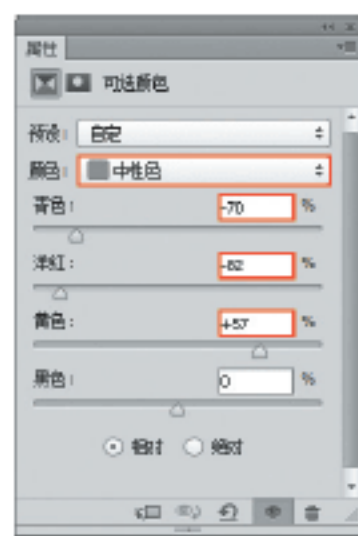 属性
可选颜色
预设: 自定
颜色: 中性色
青色: -70 %
洋红: -82 %
黄色: +57 %
黑色: 0 %
相对 绝对